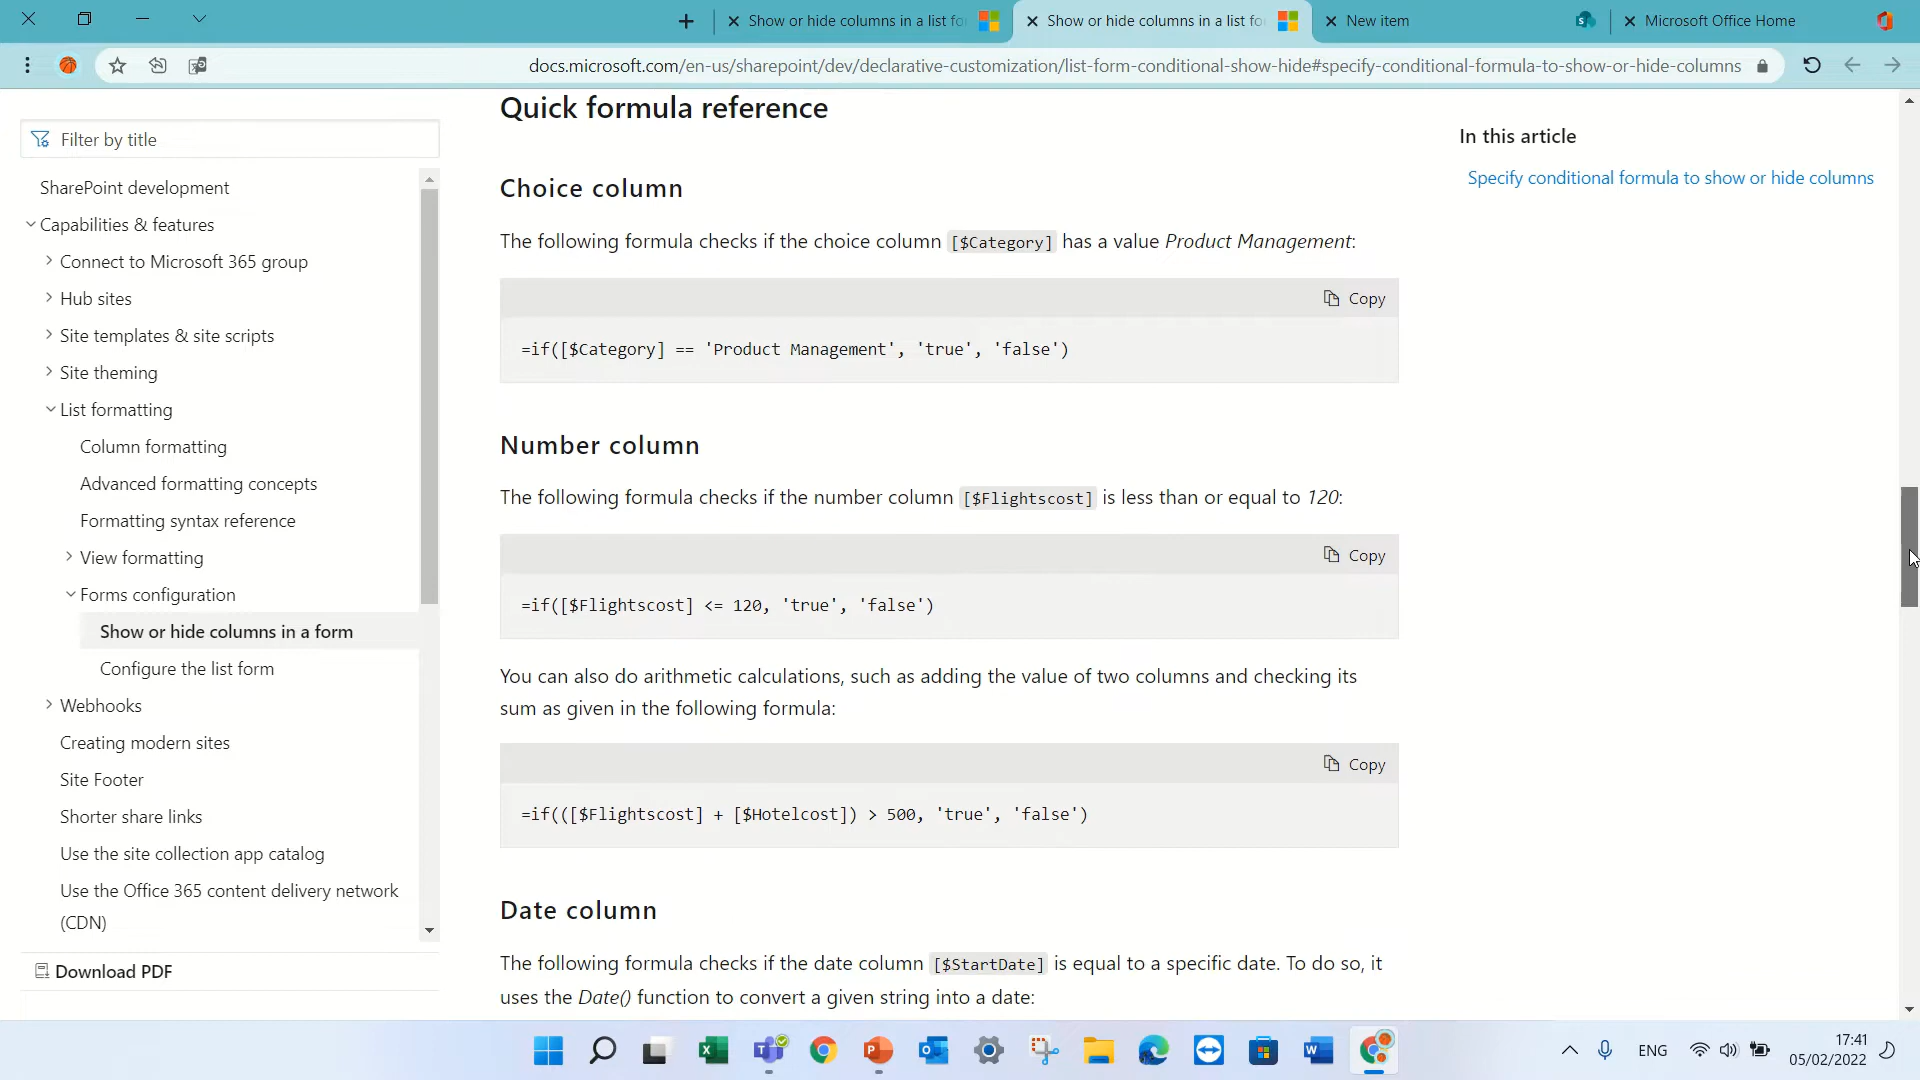 Show or hide columns in a list fo
Show or hide columns in a list fo
New item
Microsoft Office Home
docs.microsoft.com/en-us/sharepoint/dev/declarative-customization/list-form-conditional-show-hide#specify-conditional-formula-to-show-or-hide-columns
Filter by title
SharePoint development
Capabilities & features
Connect to Microsoft 365 group
Hub sites
Site templates & site scripts
Site theming
List formatting
Column formatting
Advanced formatting concepts
Formatting syntax reference
View formatting
Forms configuration
Show or hide columns in a form
Configure the list form
Webhooks
Creating modern sites
Site Footer
Shorter share links
Use the site collection app catalog
Use the Office 365 content delivery network
(CDN)
Download PDF
Quick formula reference
Choice column
The following formula checks if the choice column [$Category] has a value Product Management:
Copy
=if([$Category] == 'Product Management', 'true', 'false')
Number column
The following formula checks if the number column [$Flightscost] is less than or equal to 120:
Copy
=if([$Flightscost] <= 120, 'true', 'false')
You can also do arithmetic calculations, such as adding the value of two columns and checking its
sum as given in the following formula:
Copy
=if(([$Flightscost] + [$Hotelcost]) > 500, 'true', 'false')
Date column
The following formula checks if the date column [$StartDate] is equal to a specific date. To do so, it
uses the Date() function to convert a given string into a date:
In this article
Specify conditional formula to show or hide columns
ENG
17:41
05/02/2022